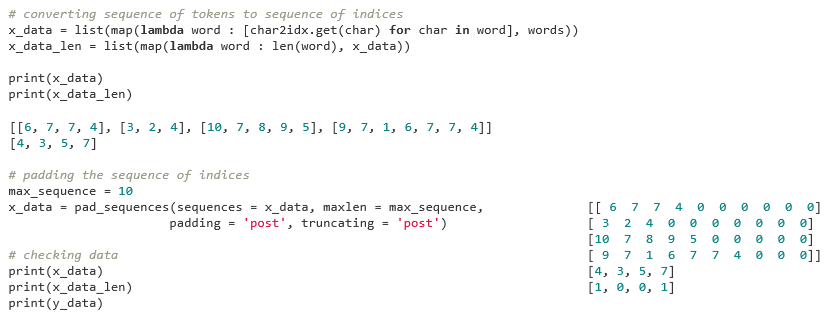 # converting sequence of tokens to sequence of indices
x_data = list(map(lambda word : [char2idx.get(char) for char in word], words))
x_data_len = list(map(lambda word : len(word), x_data))
print(x_data)
print(x_data_len)
[[6, 7, 7, 4], [3, 2, 4], [10, 7, 8, 9, 5], [9, 7, 1, 6, 7, 7, 4]]
[4, 3, 5, 7]
# padding the sequence of indices
max_sequence = 10
x_data = pad_sequences(sequences = x_data, maxlen = max_sequence,
padding = 'post', truncating = 'post')
# checking data
print(x_data)
print(x_data_len)
print(y_data)
[[ 6 7 7 4 0 0 0 0 0 0]
[ 3 2 4 0 0 0 0 0 0 0]
[10 7 8 9 5 0 0 0 0 0]
[ 9 7 1 6 7 7 4 0 0 0]]
[4, 3, 5, 7]
[1, 0, 0, 1]